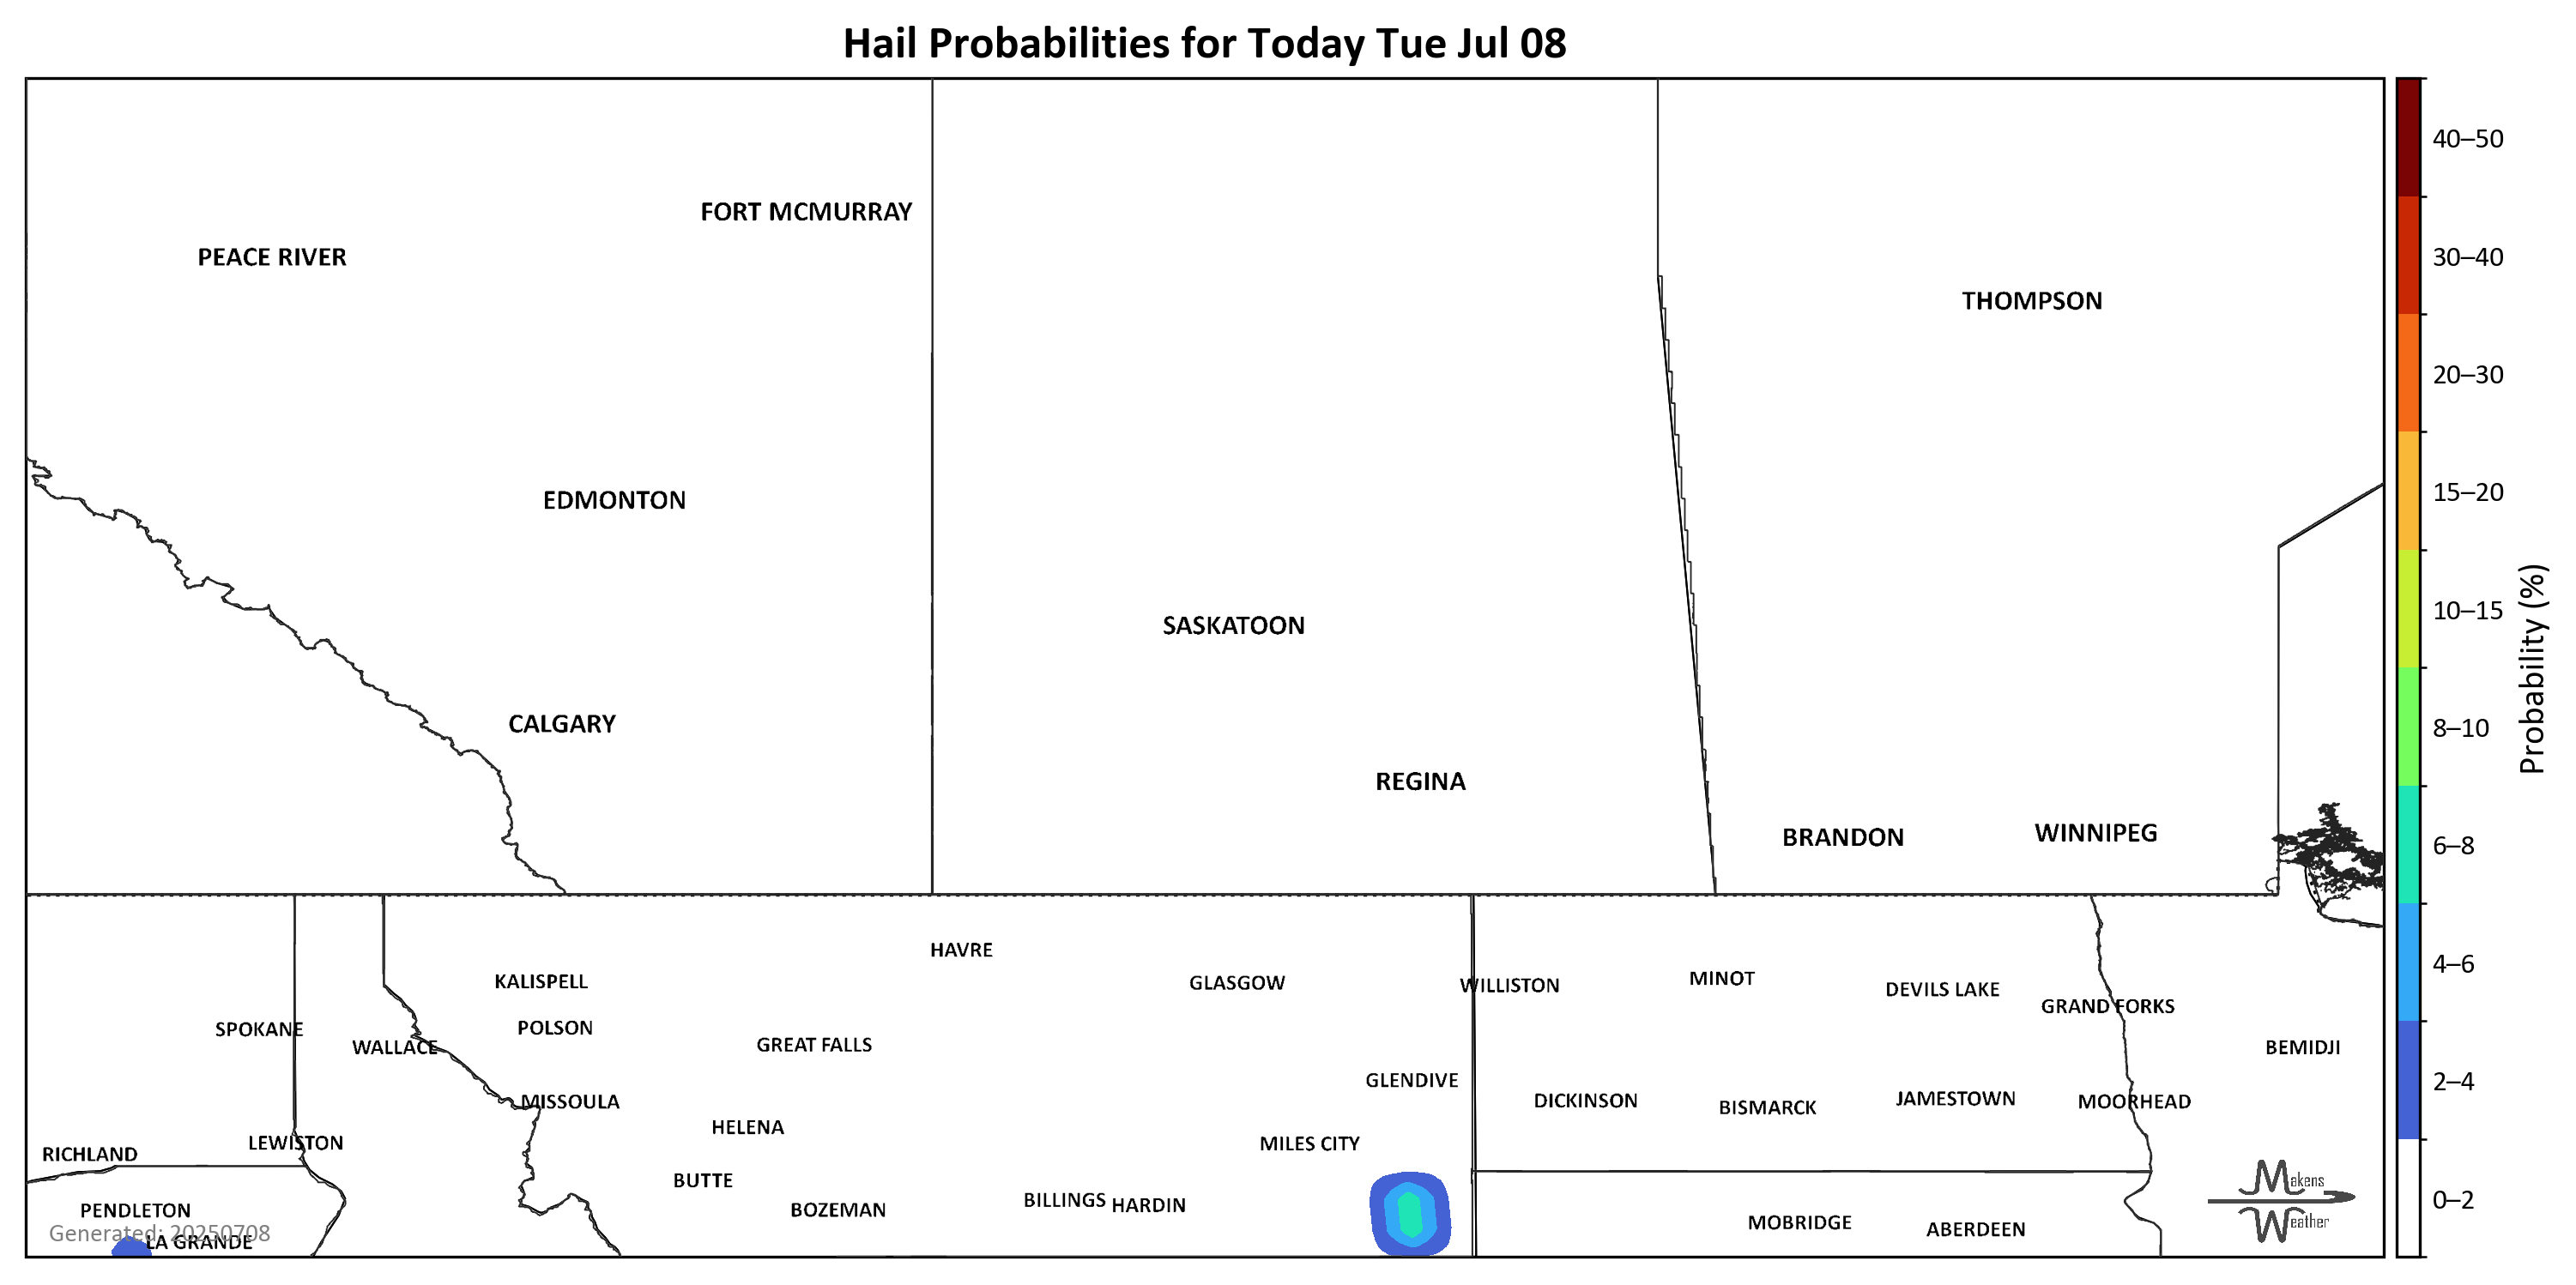 Hail Probabilities for Today Tue Jul 08
FORT MCMURRAY
PEACE RIVER
THOMPSON
EDMONTON
SASKATOON
CALGARY
REGINA
BRANDON
WINNIPEG
HAVRE
KALISPELL
GLASGOW
WILLISTON
MINOT
DEVILS LAKE
GRAND FORKS
SPOKANE
POLSON
WALLACE
GREAT FALLS
BEMIDJI
GLENDIVE
MISSOULA
DICKINSON
BISMARCK
JAMESTOWN
MOORHEAD
HELENA
LEWISTON
MILES CITY
RICHLAND
BUTTE
BILLINGS
HARDIN
BOZEMAN
PENDLETON
MOBRIDGE
ABERDEEN
Generated: 20250708
LA GRANDE
Makens
Weather
40–50
30–40
20–30
15–20
10–15
8–10
6–8
4–6
2–4
0–2
Probability (%)